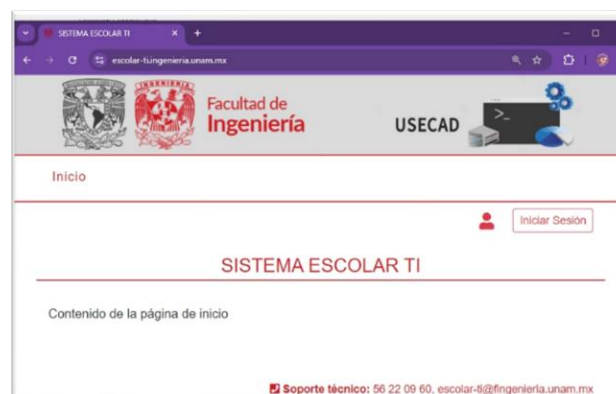 SISTEMA ESCOLAR TI
escolar-ti.ingenieria.unam.mx
INGENIERIA
Facultad de
Ingeniería
USECAD
>_
Inicio
Iniciar Sesión
SISTEMA ESCOLAR TI
Contenido de la página de inicio
Soporte técnico: 56 22 09 60, escolar-ti@fingenieria.unam.mx